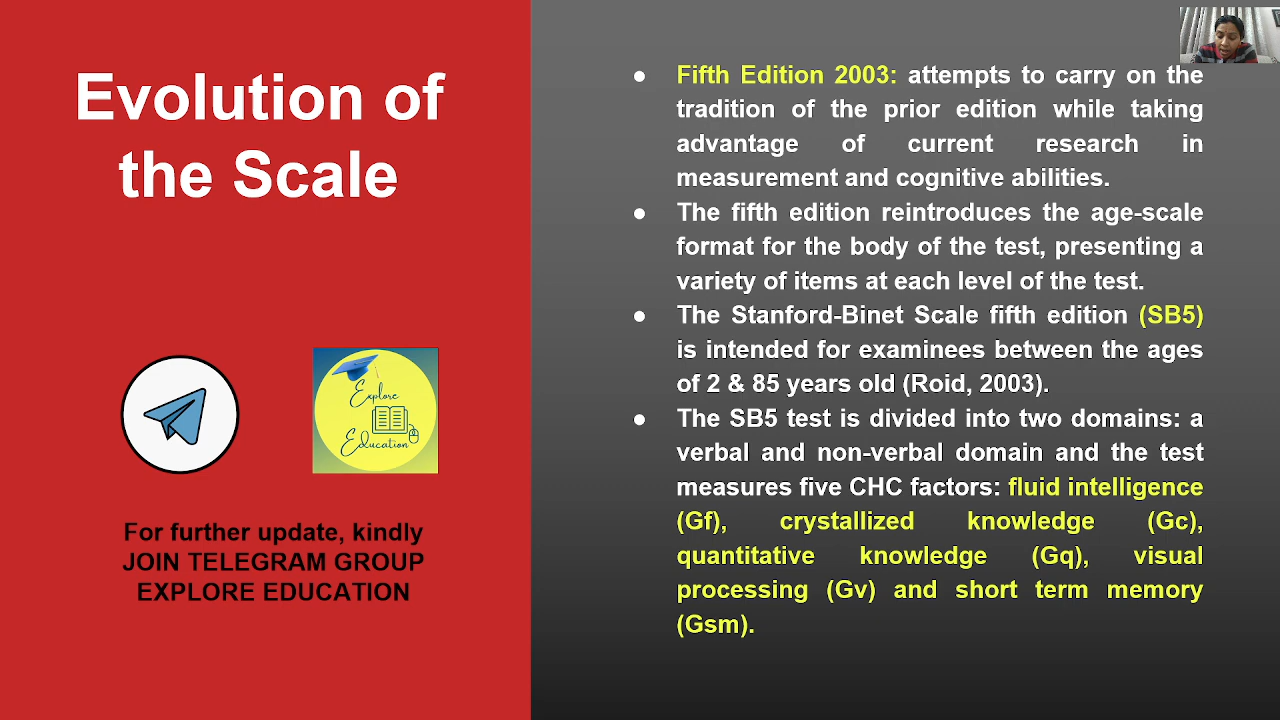 Evolution of
the Scale
Explore
Education
For further update, kindly
JOIN TELEGRAM GROUP
EXPLORE EDUCATION
● Fifth Edition 2003: attempts to carry on the
tradition of the prior edition while taking
advantage of current research in
measurement and cognitive abilities.
● The fifth edition reintroduces the age-scale
format for the body of the test, presenting a
variety of items at each level of the test.
● The Stanford-Binet Scale fifth edition (SB5)
is intended for examinees between the ages
of 2 & 85 years old (Roid, 2003).
● The SB5 test is divided into two domains: a
verbal and non-verbal domain and the test
measures five CHC factors: fluid intelligence
(Gf), crystallized knowledge (Gc),
quantitative knowledge (Gq), visual
processing (Gv) and short term memory
(Gsm).